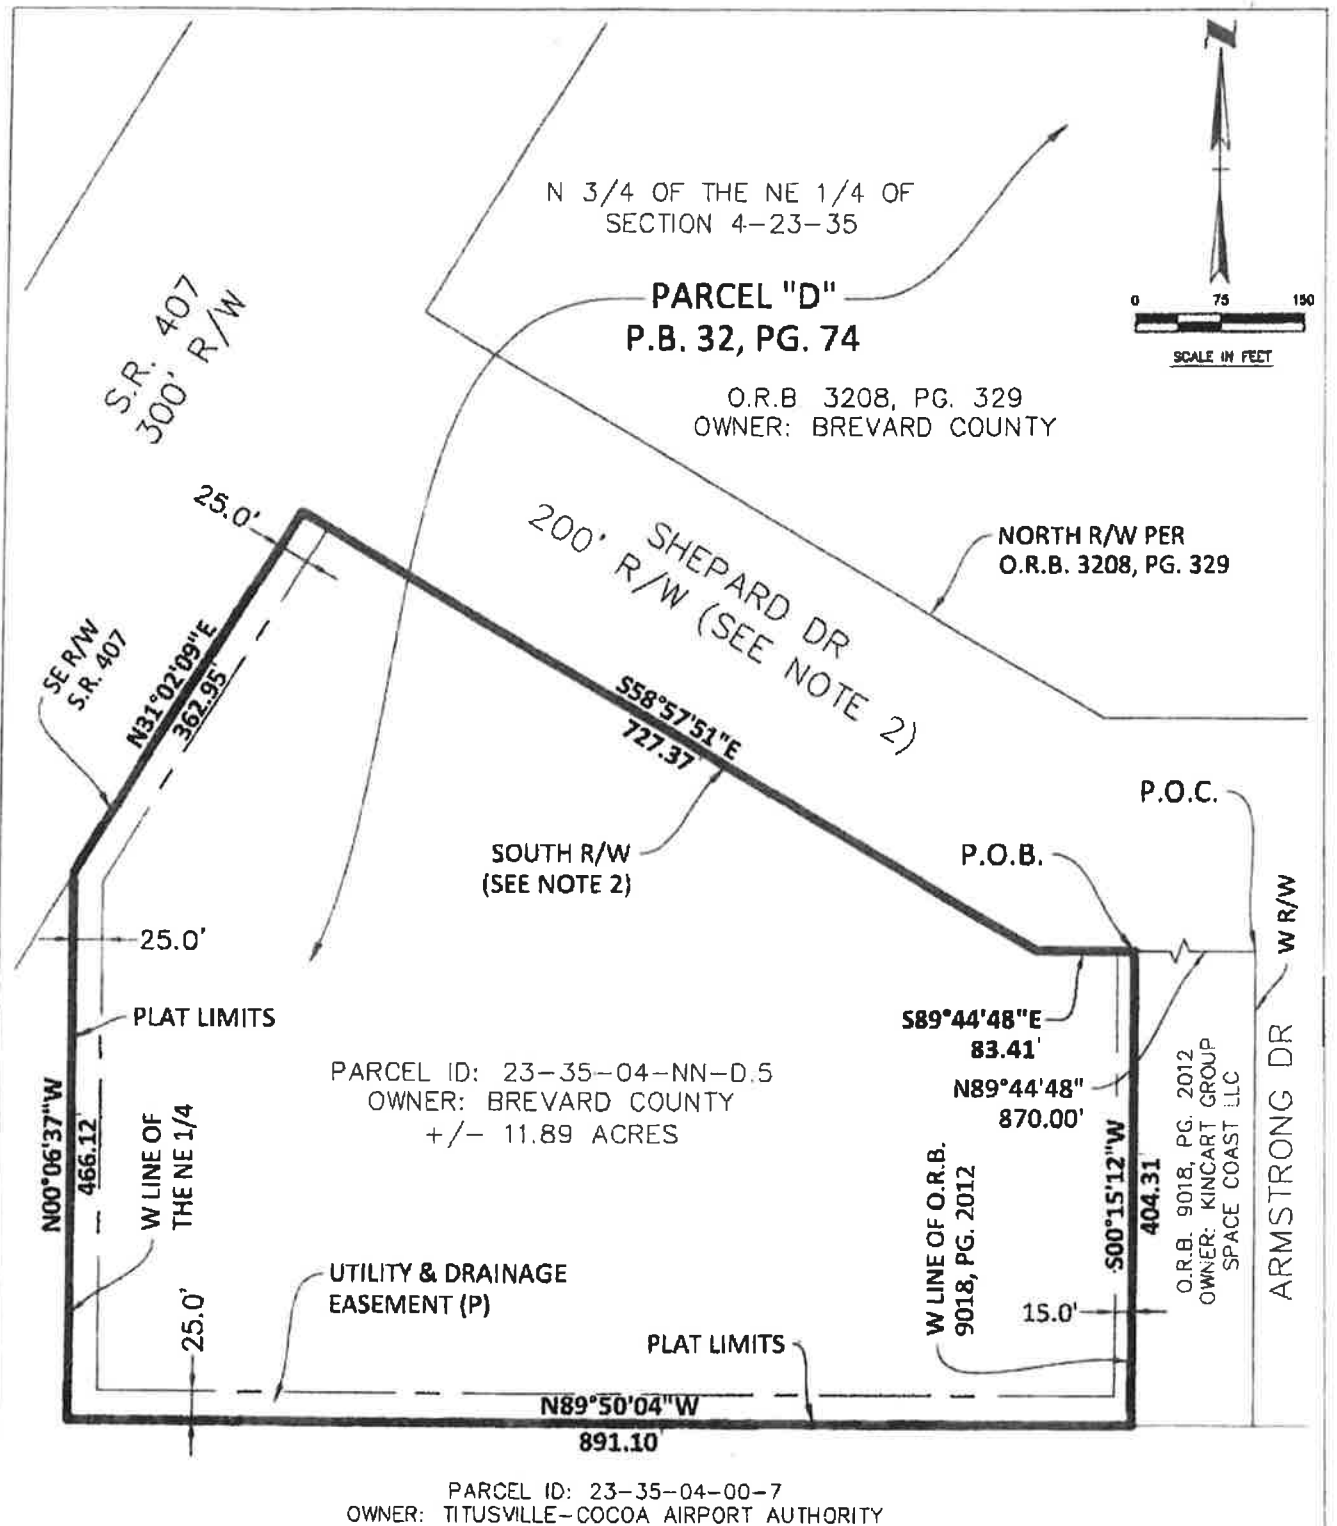 N
N 3/4 OF THE NE 1/4 OF
SECTION 4-23-35
PARCEL "D"
P.B. 32, PG. 74
0 75 150
SCALE IN FEET
S.R. 407
300' R/W
O.R.B 3208, PG. 329
OWNER: BREVARD COUNTY
25.0'
SHEPARD DR
200' R/W (SEE NOTE 2)
NORTH R/W PER
O.R.B. 3208, PG. 329
SE R/W
S.R. 407
N31°02'09"E
362.95'
S58°57'51"E
727.37'
P.O.C.
SOUTH R/W
(SEE NOTE 2)
P.O.B.
W R/W
25.0'
PLAT LIMITS
S89°44'48"E
83.41'
PARCEL ID: 23-35-04-NN-D.5
OWNER: BREVARD COUNTY
+/- 11.89 ACRES
N89°44'48"
870.00'
N00°06'37"W
466.12'
W LINE OF
THE NE 1/4
W LINE OF O.R.B.
9018, PG. 2012
S00°15'12"W
404.31'
O.R.B. 9018, PG. 2012
OWNER: KINCART GROUP
SPACE COAST LLC
ARMSTRONG DR
UTILITY & DRAINAGE
EASEMENT (P)
25.0'
15.0'
PLAT LIMITS
N89°50'04"W
891.10'
PARCEL ID: 23-35-04-00-7
OWNER: TITUSVILLE-COCOA AIRPORT AUTHORITY